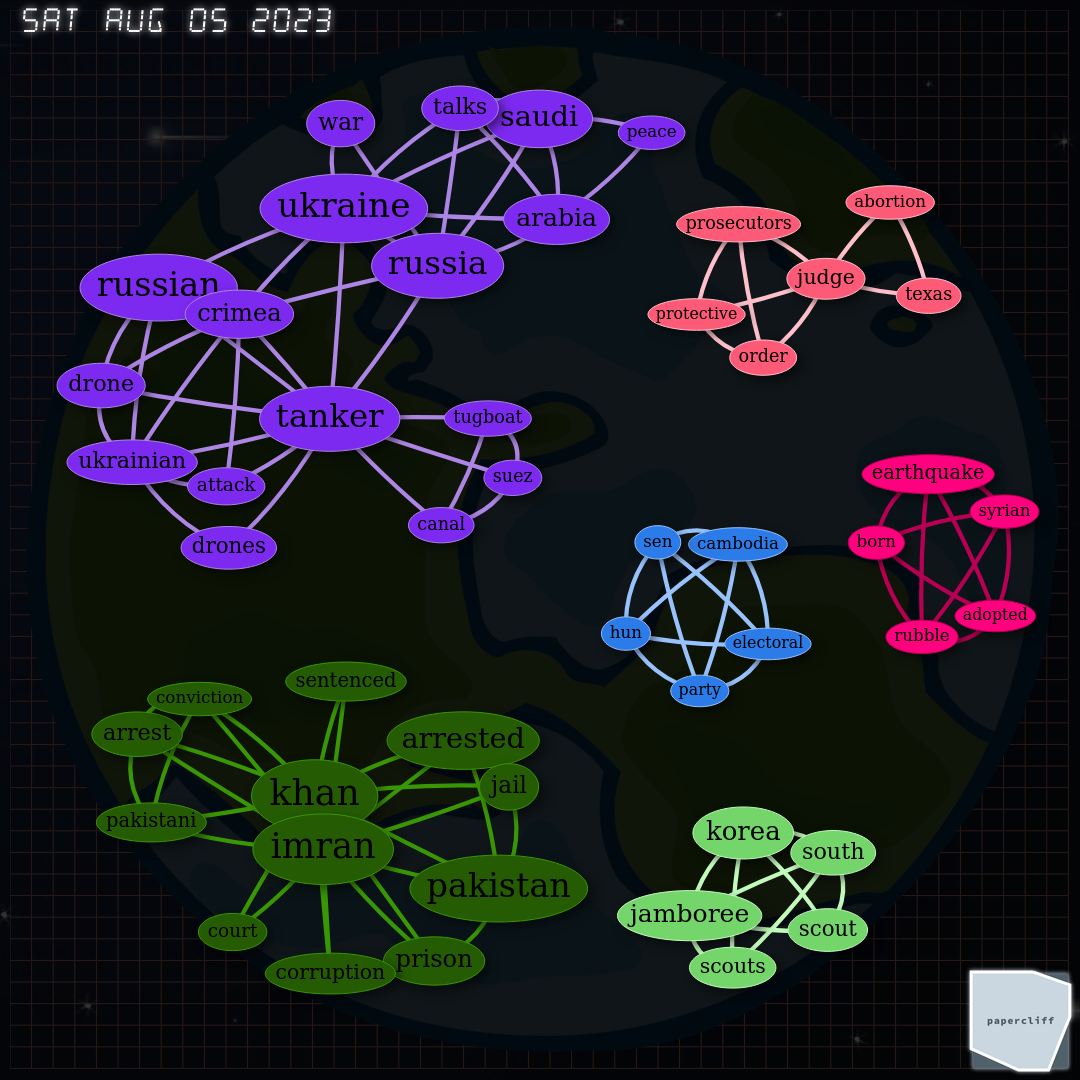 SAT AUG 05 2023
war
talks
saudi
peace
ukraine
arabia
russia
russian
crimea
drone
tanker
tugboat
ukrainian
attack
suez
canal
drones
abortion
prosecutors
judge
texas
protective
order
earthquake
syrian
born
adopted
rubble
sen
cambodia
hun
electoral
party
sentenced
conviction
arrest
arrested
khan
jail
pakistani
imran
pakistan
court
corruption
prison
korea
south
jamboree
scout
scouts
papercliff